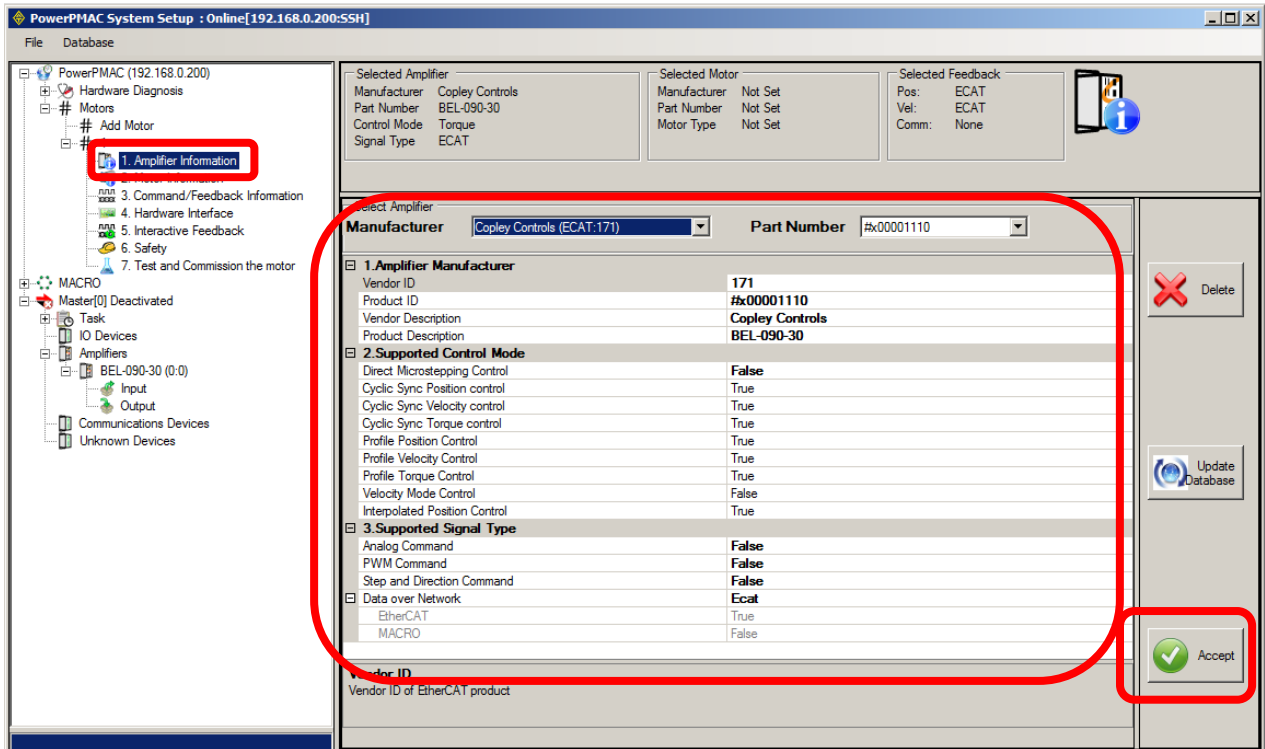 PowerPMAC System Setup : Online[192.168.0.200:SSH]
File Database
PowerPMAC (192.168.0.200)
Hardware Diagnosis
Motors
Add Motor
1. Amplifier Information
3. Command/Feedback Information
4. Hardware Interface
5. Interactive Feedback
6. Safety
7. Test and Commission the motor
MACRO
Master[0] Deactivated
Task
IO Devices
Amplifiers
BEL-090-30 (0:0)
Input
Output
Communications Devices
Unknown Devices
Selected Amplifier
Manufacturer Copley Controls
Part Number BEL-090-30
Control Mode Torque
Signal Type ECAT
Selected Motor
Manufacturer Not Set
Part Number Not Set
Motor Type Not Set
Selected Feedback
Pos: ECAT
Vel: ECAT
Comm: None
Select Amplifier
Manufacturer Copley Controls (ECAT:171) Part Number #x00001110
1.Amplifier Manufacturer
Vendor ID 171
Product ID #x00001110
Vendor Description Copley Controls
Product Description BEL-090-30
2.Supported Control Mode
Direct Microstepping Control False
Cyclic Sync Position control True
Cyclic Sync Velocity control True
Cyclic Sync Torque control True
Profile Position Control True
Profile Velocity Control True
Profile Torque Control True
Velocity Mode Control False
Interpolated Position Control True
3.Supported Signal Type
Analog Command False
PWM Command False
Step and Direction Command False
Data over Network Ecat
EtherCAT True
MACRO False
Vendor ID
Vendor ID of EtherCAT product
Delete
Update
Database
Accept